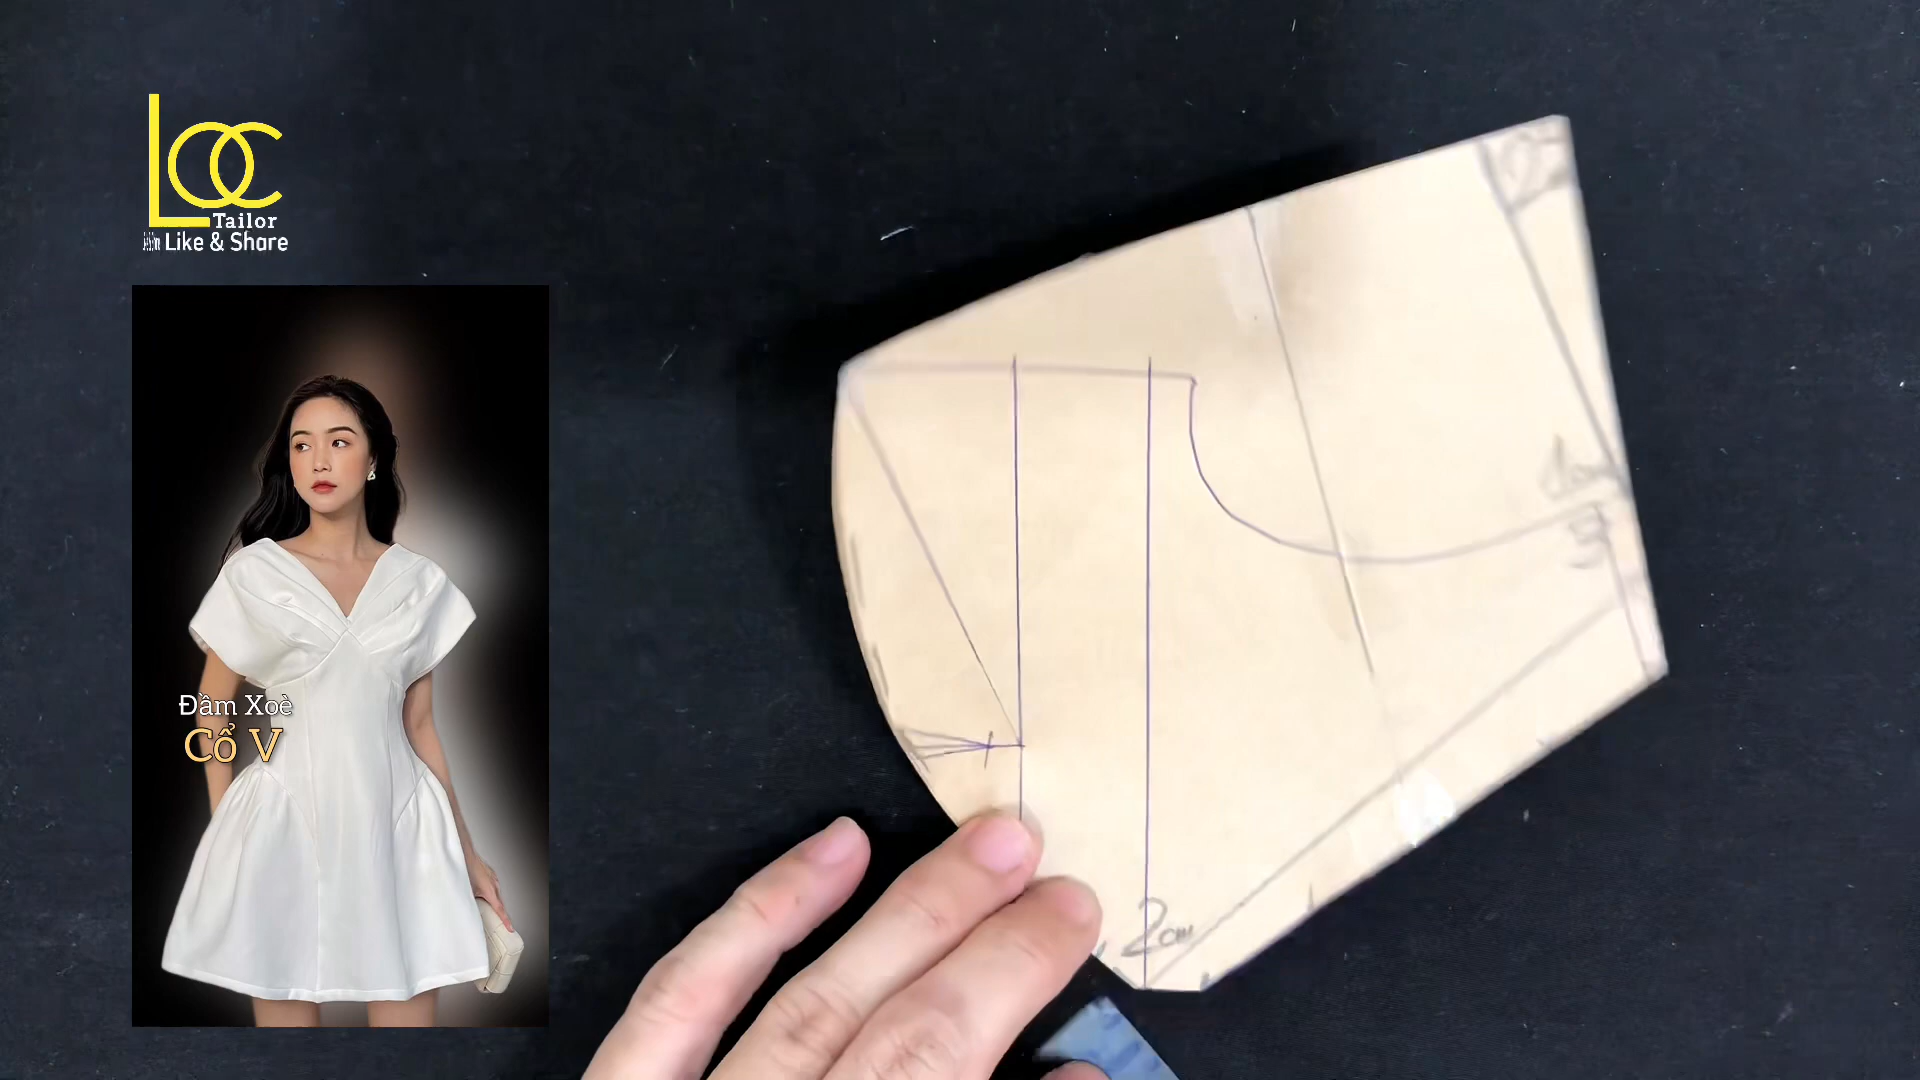 Loc
Tailor
Like & Share
Đầm Xoè
Cổ V
2cm